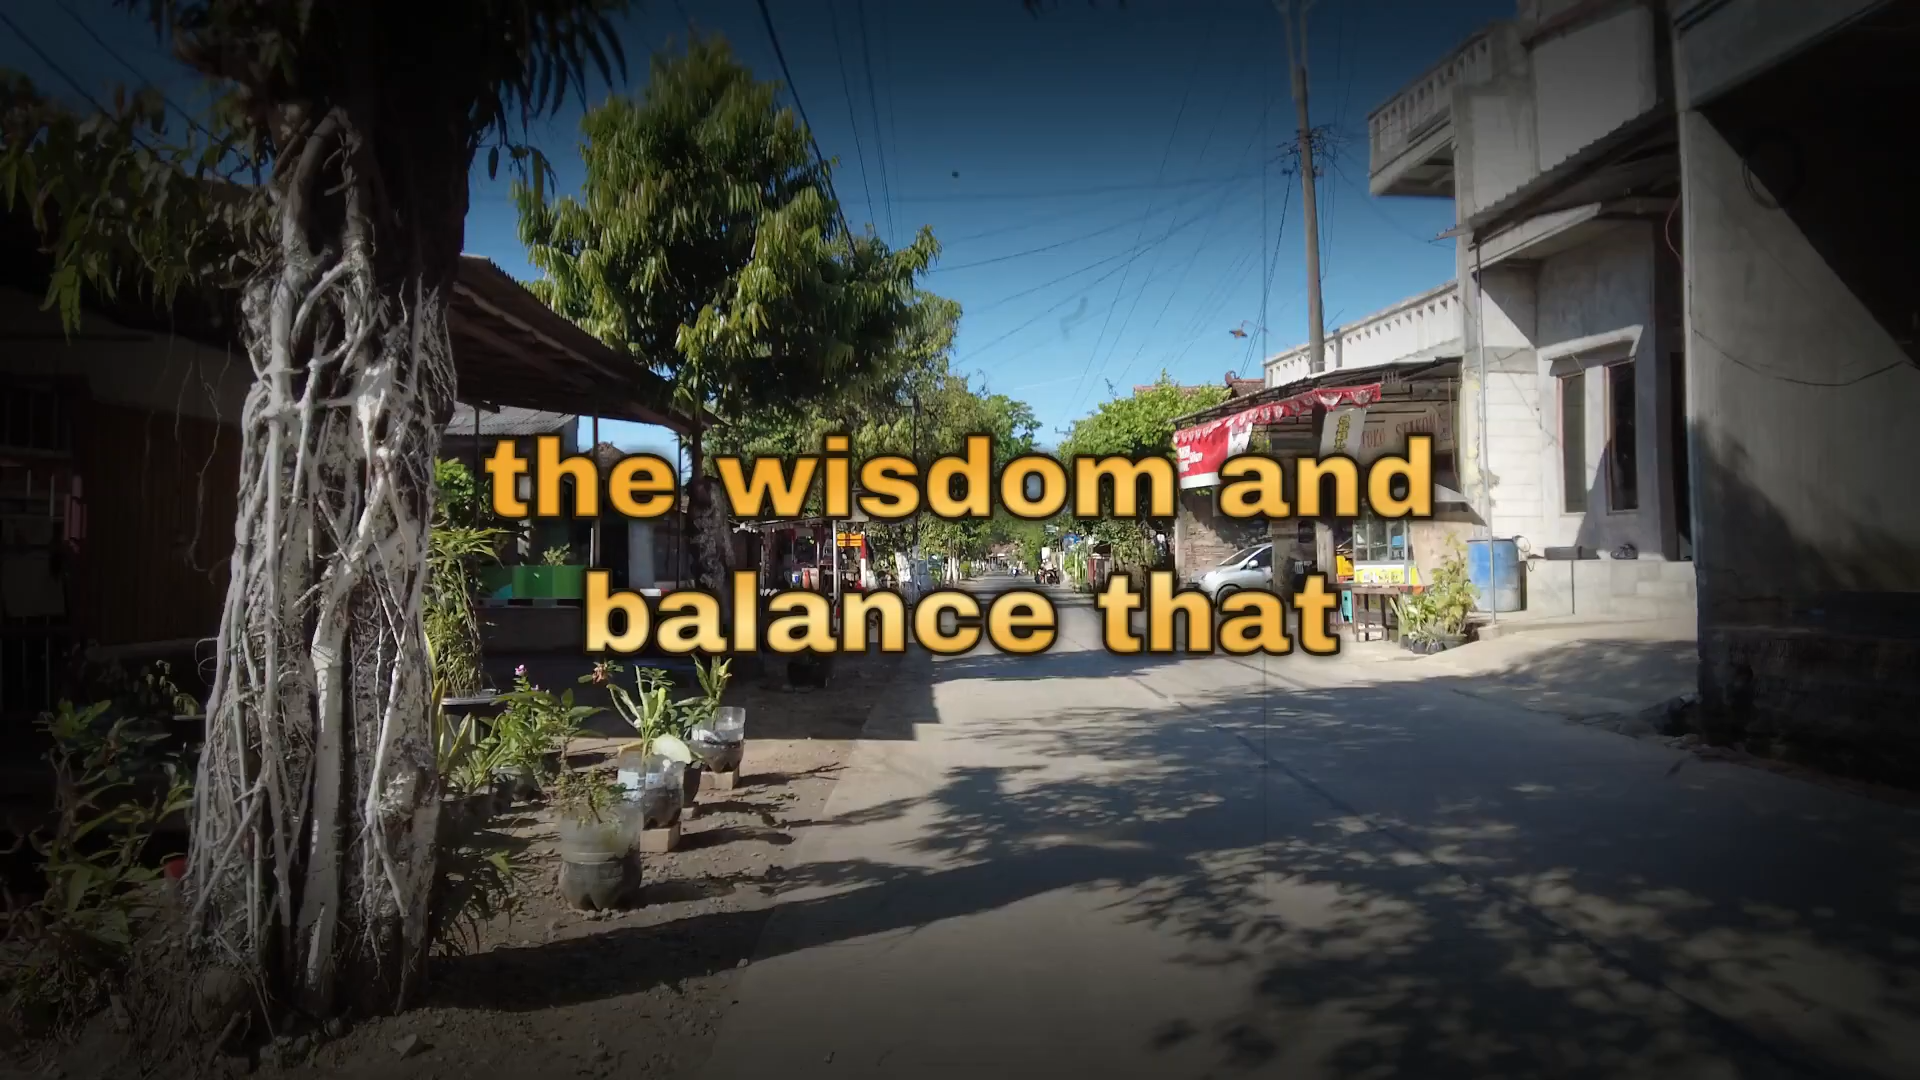 the wisdom and
balance that